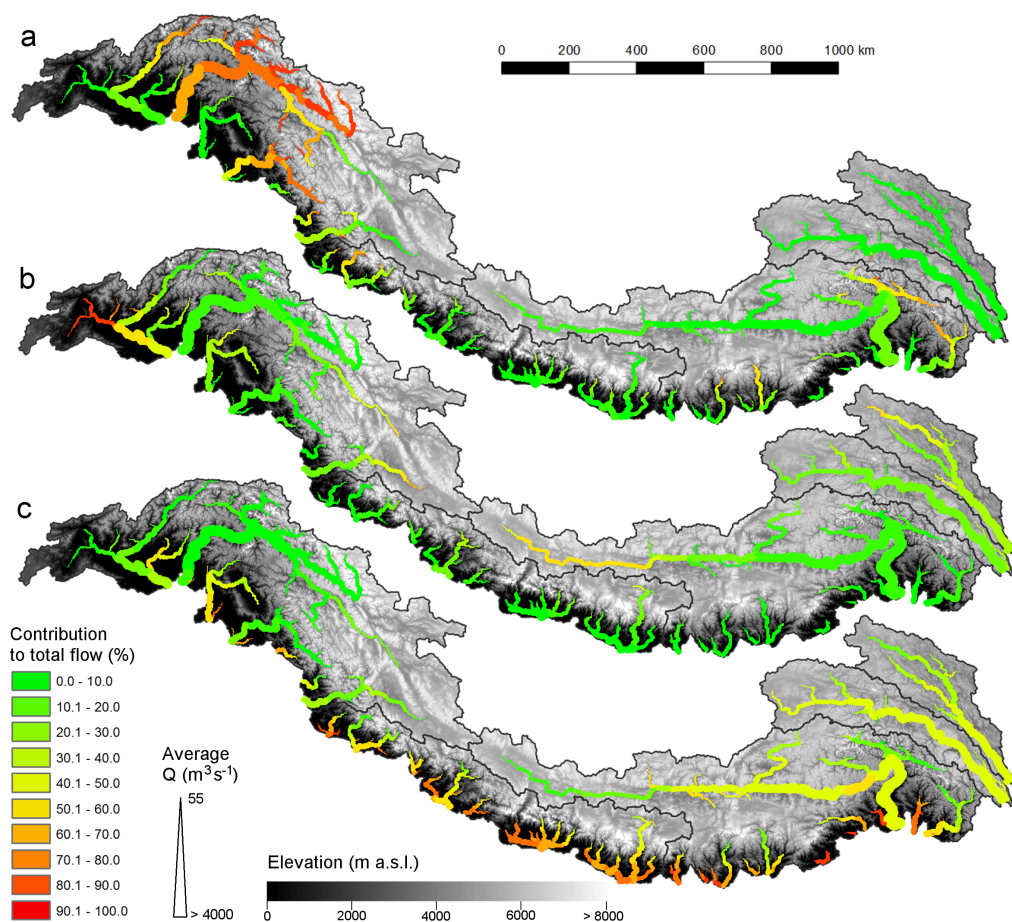 a
0 200 400 600 800 1000 km
b
c
Contribution
to total flow (%)
0.0 - 10.0
10.1 - 20.0
20.1 - 30.0
30.1 - 40.0
40.1 - 50.0
50.1 - 60.0
60.1 - 70.0
70.1 - 80.0
80.1 - 90.0
90.1 - 100.0
Average
Q (m³s⁻¹)
55
> 4000
Elevation (m a.s.l.)
0 2000 4000 6000 > 8000